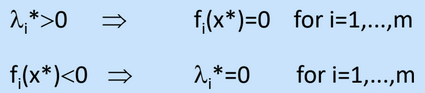 λᵢ*>0 ⇒ fᵢ(x*)=0 for i=1,...,m
fᵢ(x*)<0 ⇒ λᵢ*=0 for i=1,...,m